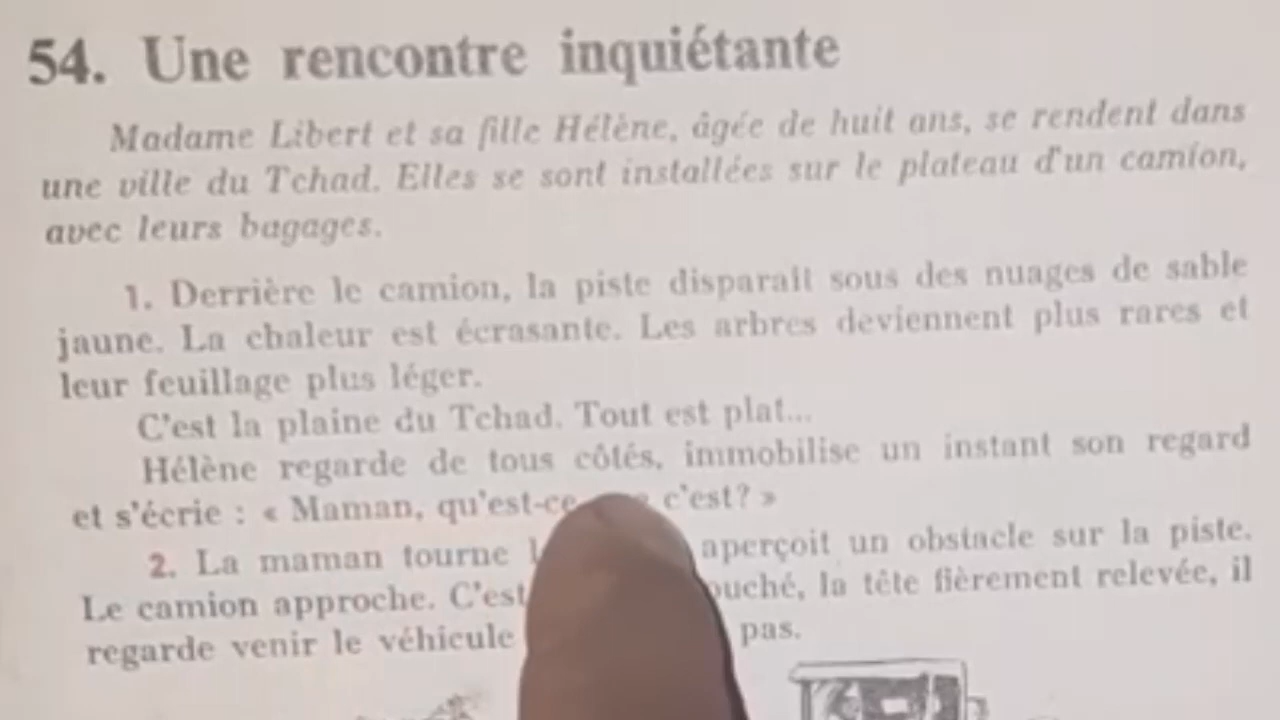 54. Une rencontre inquiétante
Madame Libert et sa fille Hélène, âgée de huit ans, se rendent dans
une ville du Tchad. Elles se sont installées sur le plateau d'un camion,
avec leurs bagages.
1. Derrière le camion, la piste disparaît sous des nuages de sable
jaune. La chaleur est écrasante. Les arbres deviennent plus rares et
leur feuillage plus léger.
C'est la plaine du Tchad. Tout est plat...
Hélène regarde de tous côtés, immobilise un instant son regard
et s'écrie : « Maman, qu'est-ce c'est? »
2. La maman tourne aperçoit un obstacle sur la piste.
Le camion approche. C'est la tête fièrement relevée, il
regarde venir le véhicule pas.